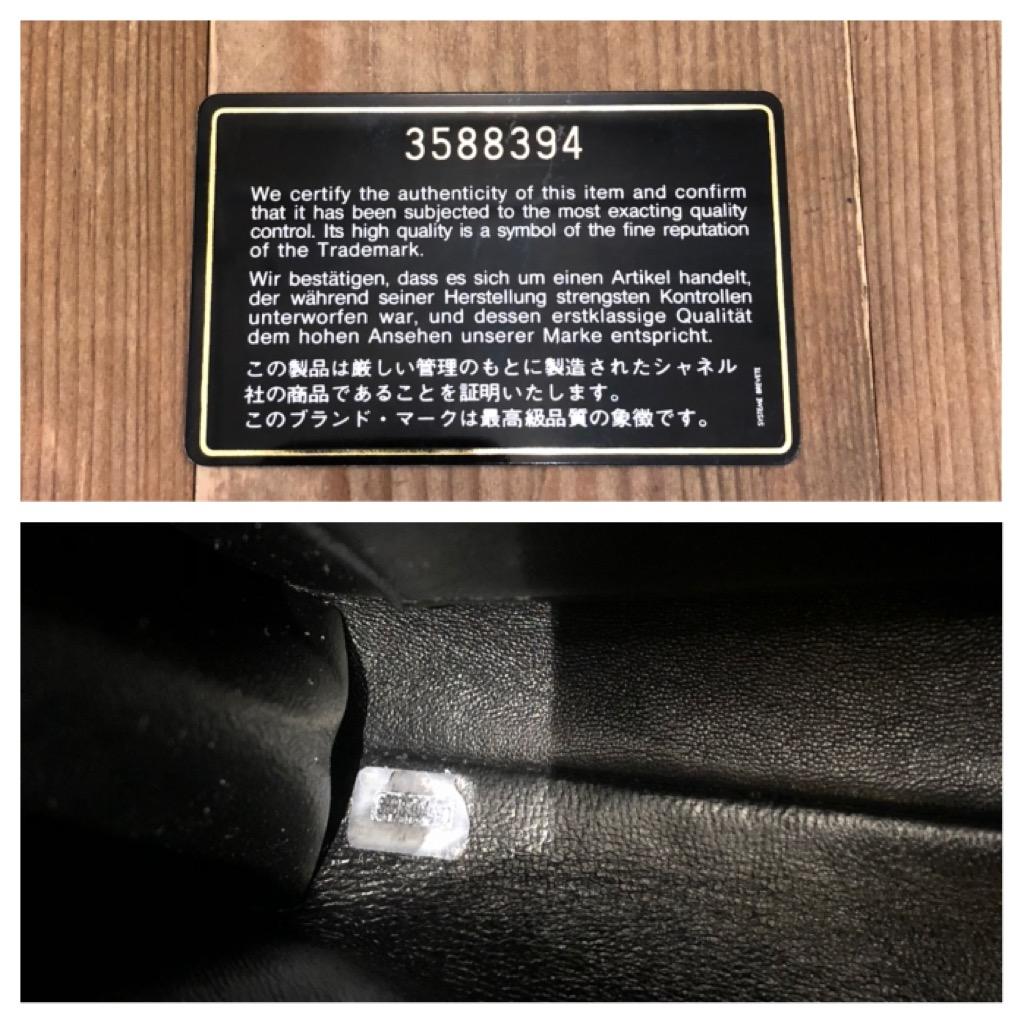 3588394
We certify the authenticity of this item and confirm
that it has been subjected to the most exacting quality
control. Its high quality is a symbol of the fine reputation
of the Trademark.
Wir bestätigen, dass es sich um einen Artikel handelt,
der während seiner Herstellung strengsten Kontrollen
unterworfen war, und dessen erstklassige Qualität
dem hohen Ansehen unserer Marke entspricht.
この製品は厳しい管理のもとに製造されたシャネル
社の商品であることを証明いたします。
このブランド・マークは最高級品質の象徴です。
SYSTEME BREVETE